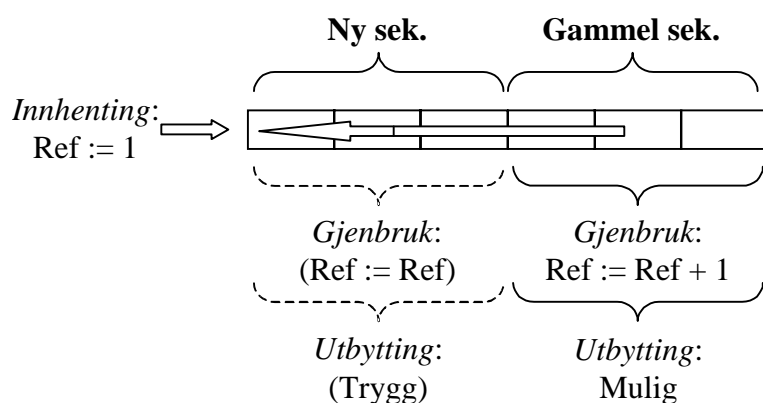 Ny sek.
Gammel sek.
Innhenting:
Ref := 1
Gjenbruk:
(Ref := Ref)
Gjenbruk:
Ref := Ref + 1
Utbytting:
(Trygg)
Utbytting:
Mulig